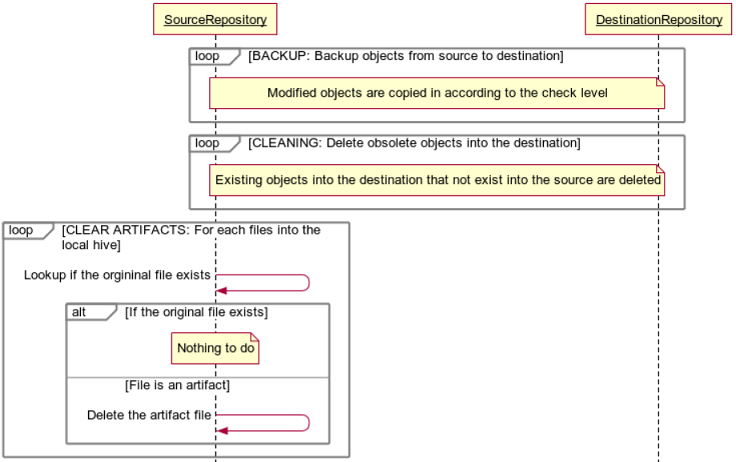 SourceRepository
DestinationRepository
loop
[BACKUP: Backup objects from source to destination]
Modified objects are copied in according to the check level
loop
[CLEANING: Delete obsolete objects into the destination]
Existing objects into the destination that not exist into the source are deleted
loop
[CLEAR ARTIFACTS: For each files into the
local hive]
Lookup if the orgininal file exists
alt
[If the original file exists]
Nothing to do
[File is an artifact]
Delete the artifact file